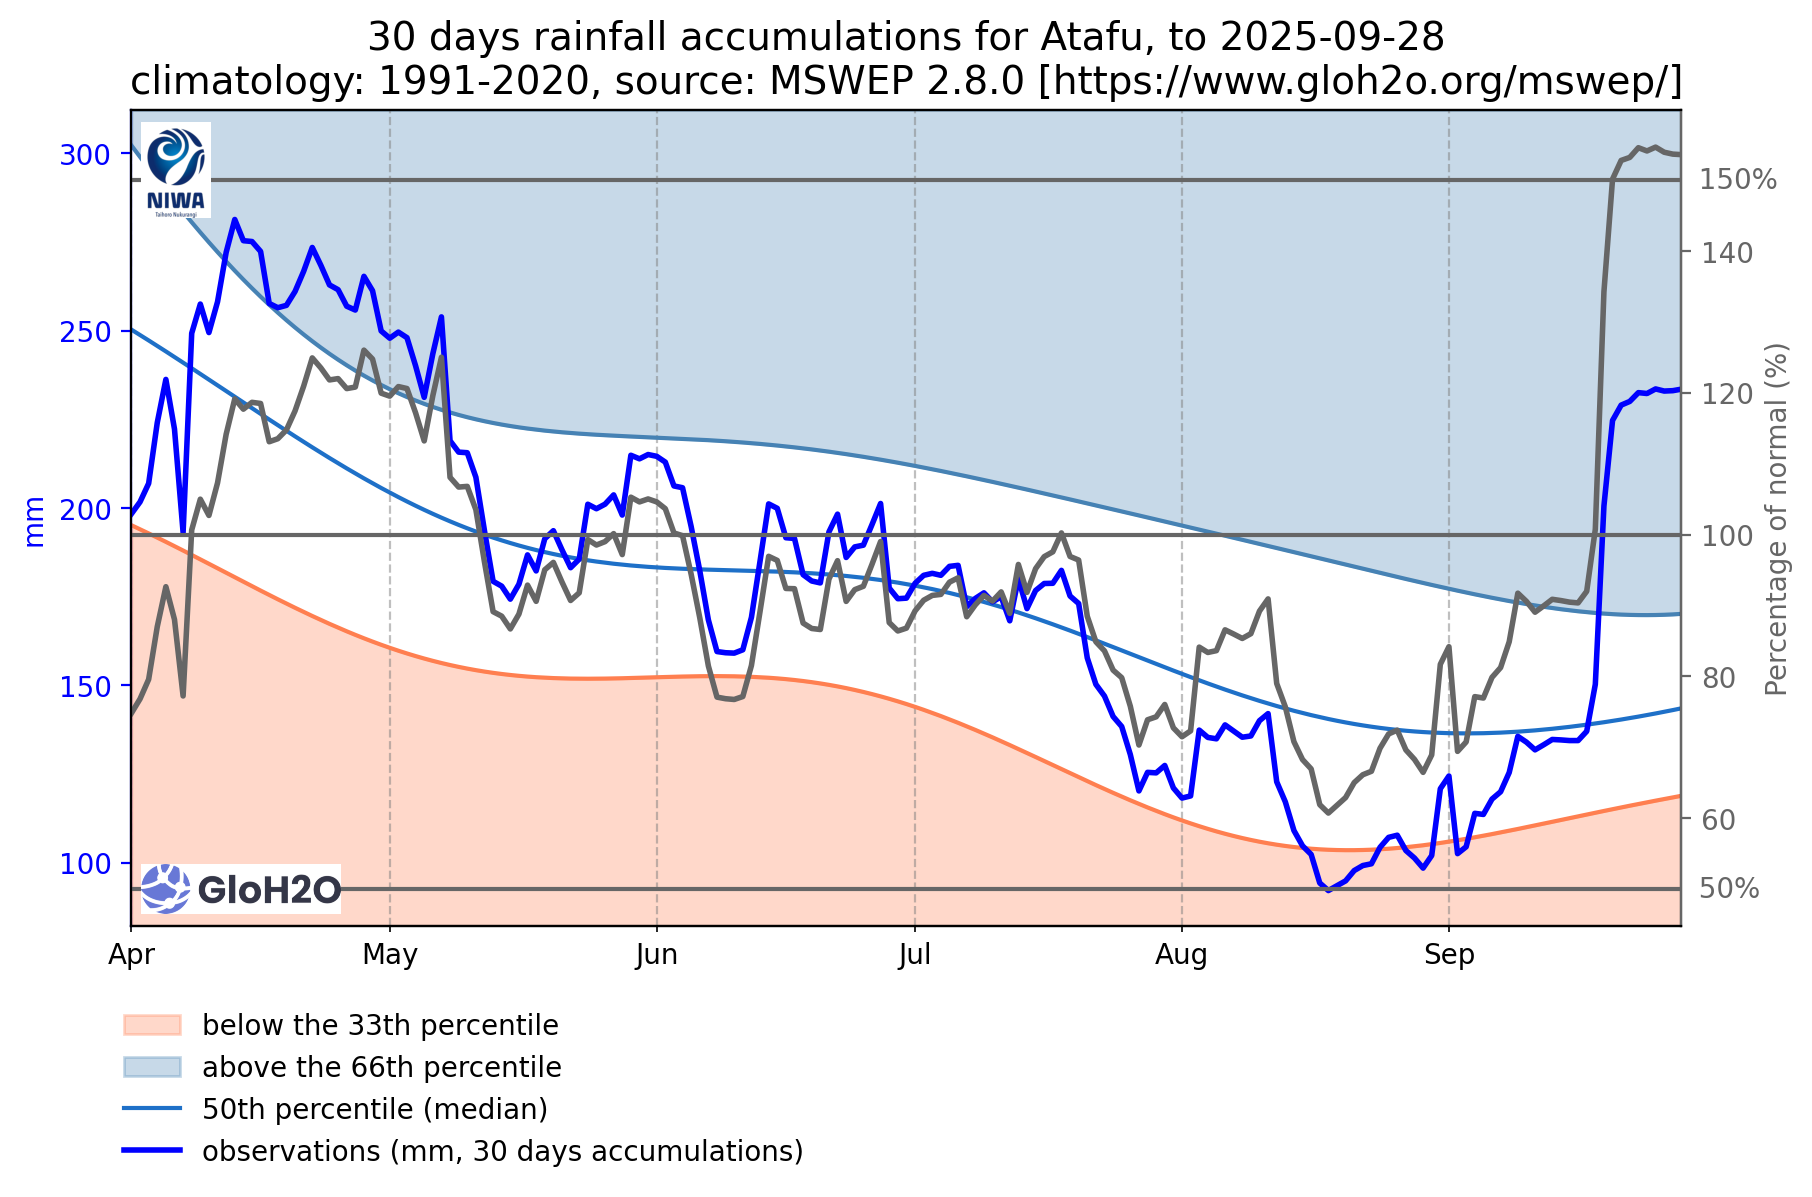 30 days rainfall accumulations for Atafu, to 2025-09-28
climatology: 1991-2020, source: MSWEP 2.8.0 [https://www.gloh2o.org/mswep/]
NIWA
Taihoro Nukurangi
300
250
200
150
100
mm
150%
140
120
100
80
60
50%
Percentage of normal (%)
GloH2O
Apr May Jun Jul Aug Sep
below the 33th percentile
above the 66th percentile
50th percentile (median)
observations (mm, 30 days accumulations)